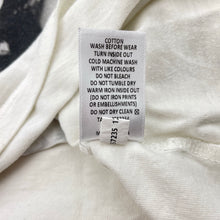 COTTON
WASH BEFORE WEAR
TURN INSIDE OUT
COLD MACHINE WASH
WITH LIKE COLOURS
DO NOT BLEACH
DO NOT TUMBLE DRY
WARM IRON INSIDE OUT
(DO NOT IRON PRINTS
OR EMBELLISHMENTS)
DO NOT DRY CLEAN
57235